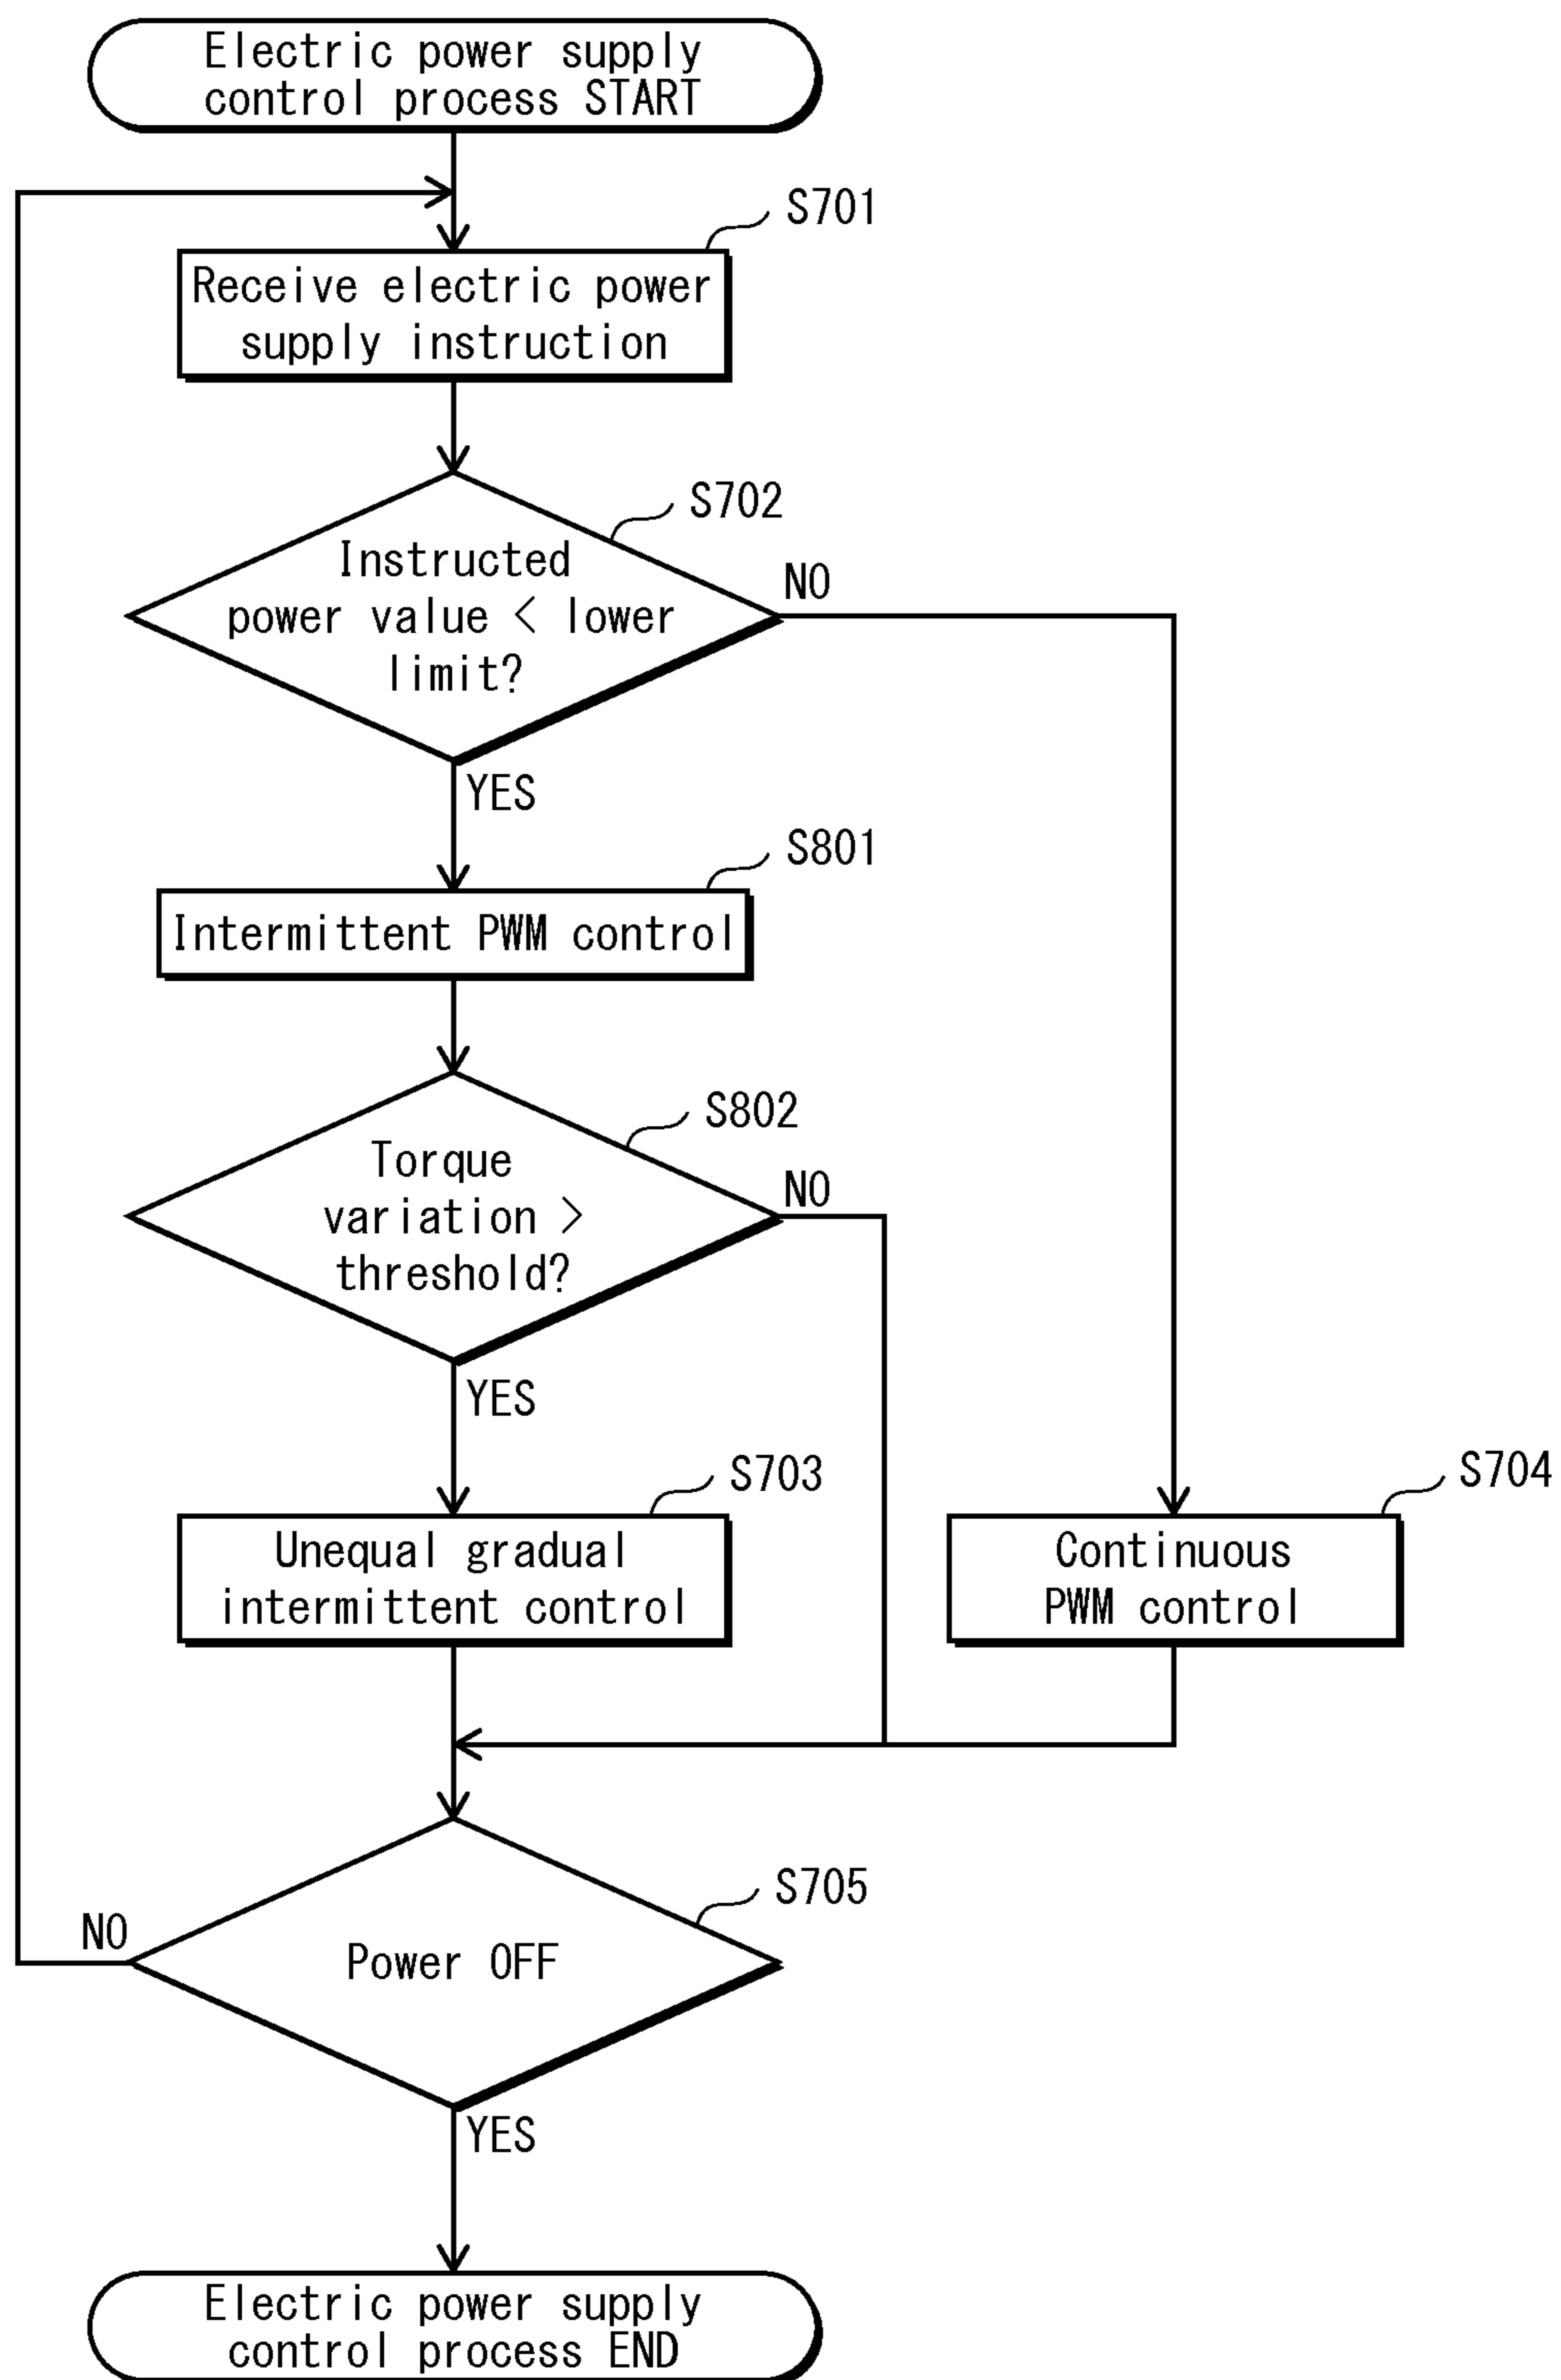 Electric power supply
control process START
S701
Receive electric power
supply instruction
S702
Instructed
power value < lower
limit?
NO
YES
S801
Intermittent PWM control
S802
Torque
variation >
threshold?
NO
YES
S703
Unequal gradual
intermittent control
S704
Continuous
PWM control
S705
Power OFF
NO
YES
Electric power supply
control process END